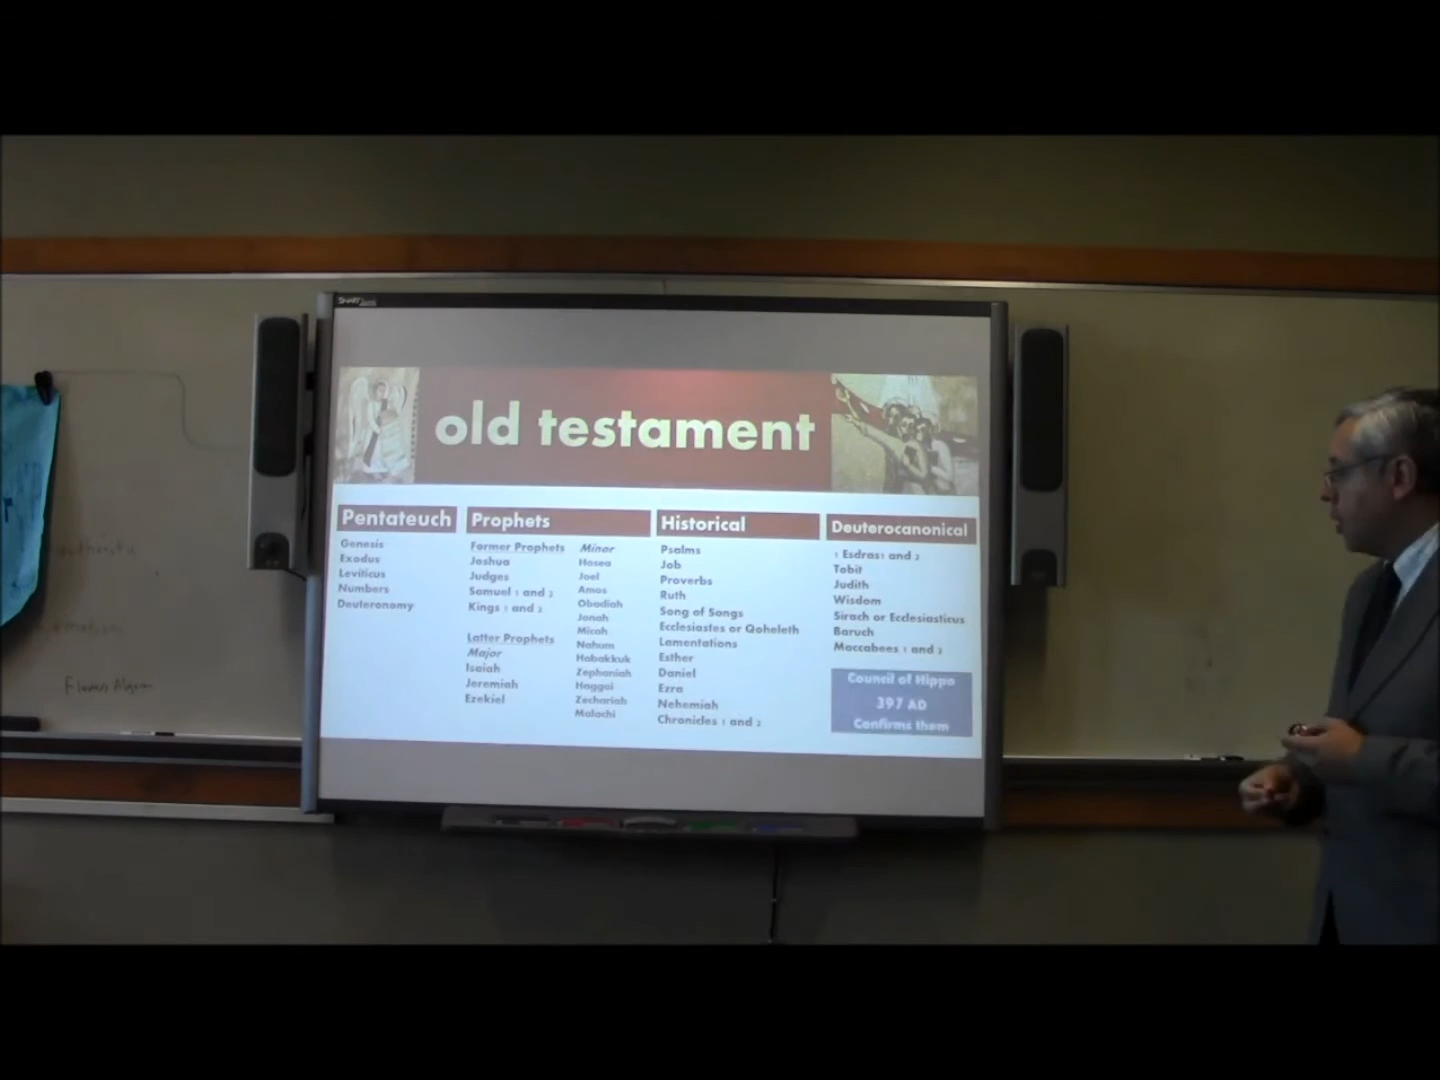 SMART
old testament
Pentateuch
Genesis
Exodus
Leviticus
Numbers
Deuteronomy
Prophets
Former Prophets
Joshua
Judges
Samuel 1 and 2
Kings 1 and 2
Latter Prophets
Major
Isaiah
Jeremiah
Ezekiel
Minor
Hosea
Joel
Amos
Obadiah
Jonah
Micah
Nahum
Habakkuk
Zephaniah
Haggai
Zechariah
Malachi
Historical
Psalms
Job
Proverbs
Ruth
Song of Songs
Ecclesiastes or Qoheleth
Lamentations
Esther
Daniel
Ezra
Nehemiah
Chronicles 1 and 2
Deuterocanonical
1 Esdras1 and 2
Tobit
Judith
Wisdom
Sirach or Ecclesiasticus
Baruch
Maccabees 1 and 2
Council of Hippo
397 AD
Confirms them